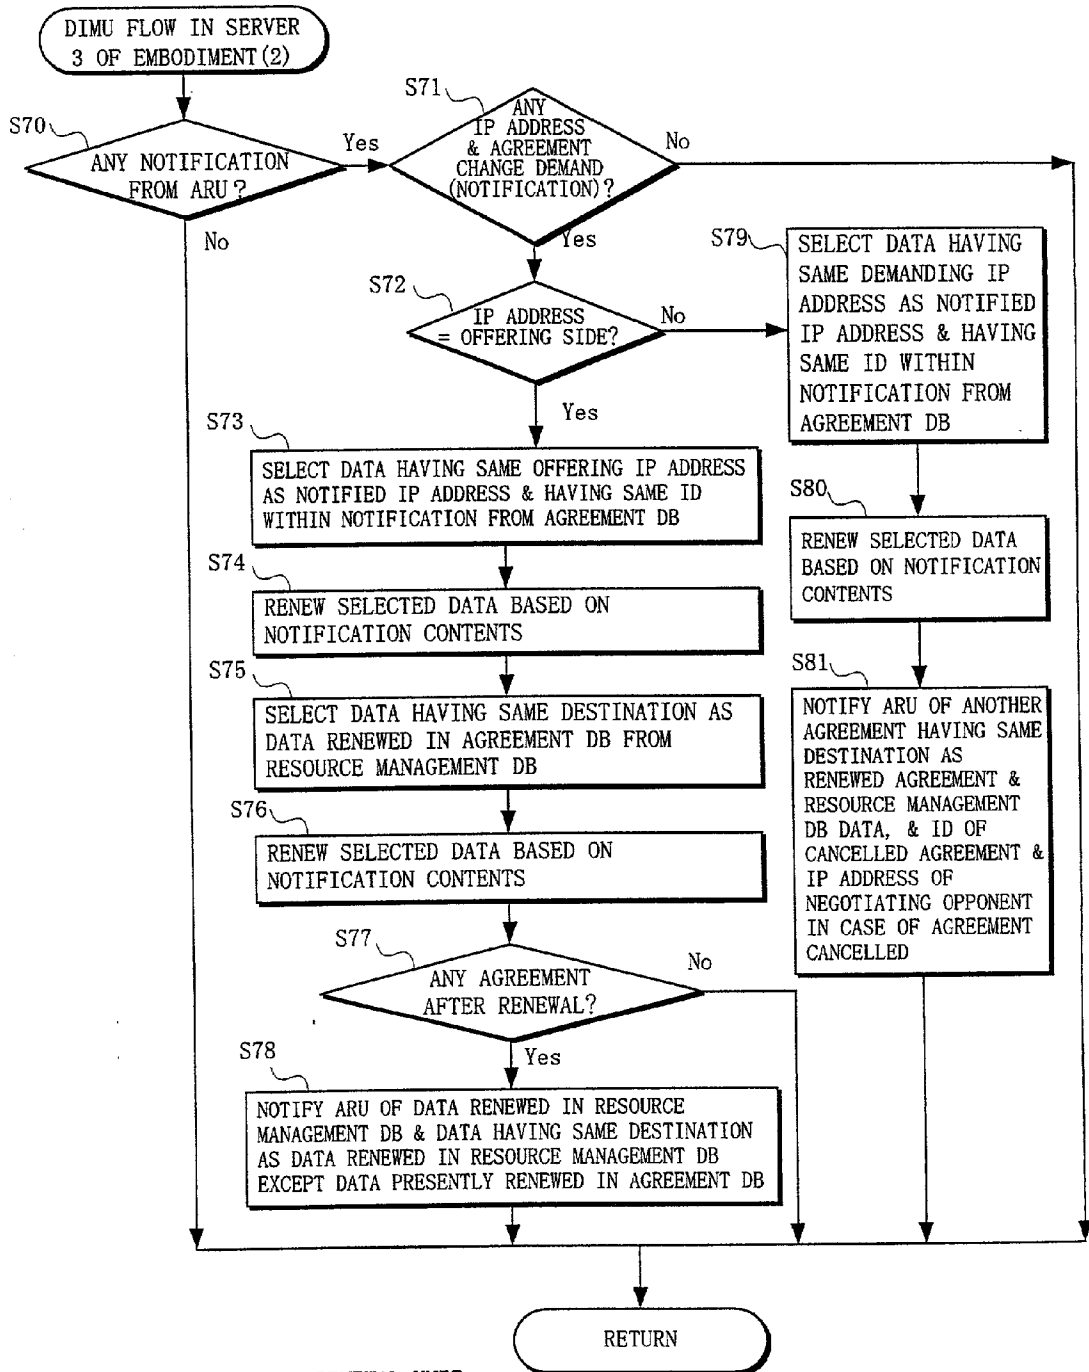 DIMU FLOW IN SERVER
3 OF EMBODIMENT(2)
S70
ANY NOTIFICATION
FROM ARU?
Yes
No
S71
ANY
IP ADDRESS
& AGREEMENT
CHANGE DEMAND
(NOTIFICATION)?
No
Yes
S72
IP ADDRESS
= OFFERING SIDE?
No
Yes
S73
SELECT DATA HAVING SAME OFFERING IP ADDRESS
AS NOTIFIED IP ADDRESS & HAVING SAME ID
WITHIN NOTIFICATION FROM AGREEMENT DB
S74
RENEW SELECTED DATA BASED ON
NOTIFICATION CONTENTS
S75
SELECT DATA HAVING SAME DESTINATION AS
DATA RENEWED IN AGREEMENT DB FROM
RESOURCE MANAGEMENT DB
S76
RENEW SELECTED DATA BASED ON
NOTIFICATION CONTENTS
S77
ANY AGREEMENT
AFTER RENEWAL?
No
Yes
S78
NOTIFY ARU OF DATA RENEWED IN RESOURCE
MANAGEMENT DB & DATA HAVING SAME DESTINATION
AS DATA RENEWED IN RESOURCE MANAGEMENT DB
EXCEPT DATA PRESENTLY RENEWED IN AGREEMENT DB
S79
SELECT DATA HAVING
SAME DEMANDING IP
ADDRESS AS NOTIFIED
IP ADDRESS & HAVING
SAME ID WITHIN
NOTIFICATION FROM
AGREEMENT DB
S80
RENEW SELECTED DATA
BASED ON NOTIFICATION
CONTENTS
S81
NOTIFY ARU OF ANOTHER
AGREEMENT HAVING SAME
DESTINATION AS
RENEWED AGREEMENT &
RESOURCE MANAGEMENT
DB DATA, & ID OF
CANCELLED AGREEMENT &
IP ADDRESS OF
NEGOTIATING OPPONENT
IN CASE OF AGREEMENT
CANCELLED
RETURN